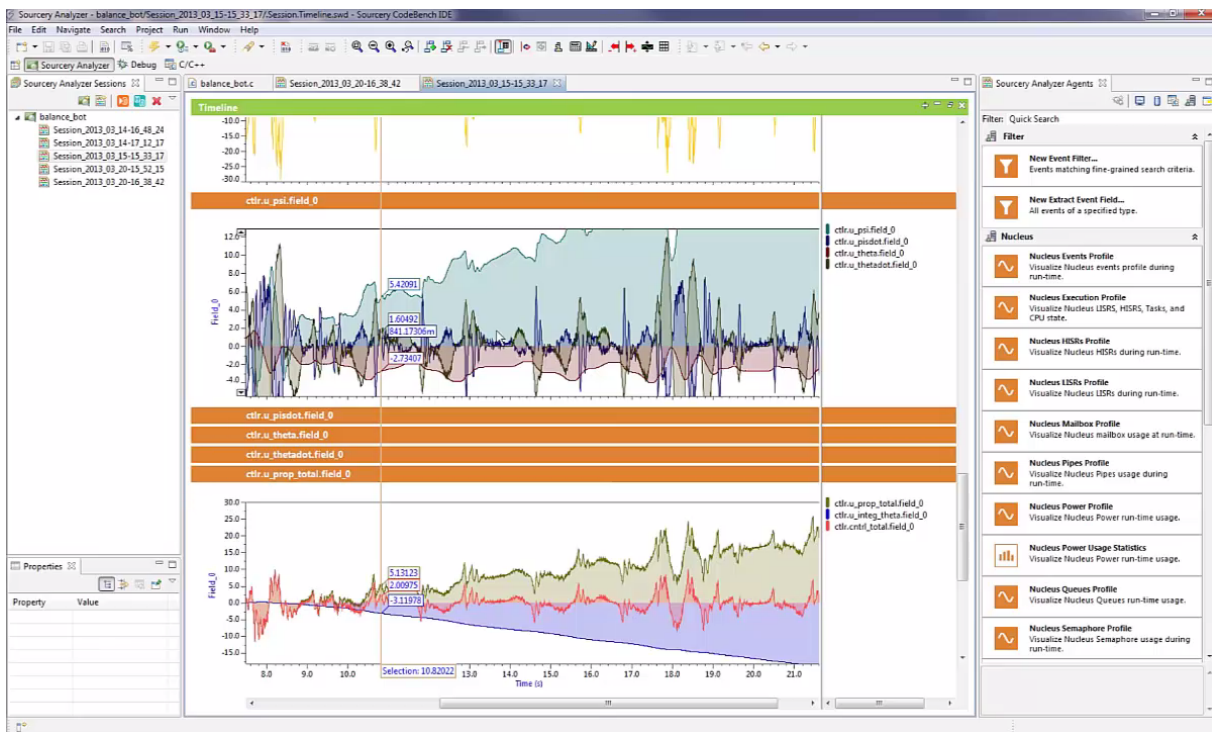 Sourcery Analyzer - balance_bot/Session_2013_03_15-15_33_17/.Session.Timeline.swd - Sourcery CodeBench IDE
File Edit Navigate Search Project Run Window Help
Sourcery Analyzer Debug C/C++
Sourcery Analyzer Sessions
balance_bot
Session_2013_03_14-16_48_24
Session_2013_03_14-17_12_17
Session_2013_03_15-15_33_17
Session_2013_03_20-15_52_15
Session_2013_03_20-16_38_42
Properties
Property Value
balance_bot.c Session_2013_03_20-16_38_42 Session_2013_03_15-15_33_17
Timeline
-10.0
-15.0
-20.0
-25.0
-30.0
ctlr.u_psi.field_0
12.0
10.0
8.0
6.0
4.0
2.0
0.0
-2.0
-4.0
Field_0
5.42091
1.60492
841.17306m
-2.73407
ctlr.u_psi.field_0
ctlr.u_pisdot.field_0
ctlr.u_theta.field_0
ctlr.u_thetadot.field_0
ctlr.u_pisdot.field_0
ctlr.u_theta.field_0
ctlr.u_thetadot.field_0
ctlr.u_prop_total.field_0
30.0
25.0
20.0
15.0
10.0
5.0
0.0
-5.0
-10.0
-15.0
Field_0
5.13123
2.00975
-3.11978
ctlr.u_prop_total.field_0
ctlr.u_integ_theta.field_0
ctlr.cntrl_total.field_0
8.0 9.0 10.0 Selection: 10.82022 13.0 14.0 15.0 16.0 17.0 18.0 19.0 20.0 21.0
Time (s)
Sourcery Analyzer Agents
Filter: Quick Search
Filter
New Event Filter...
Events matching fine-grained search criteria.
New Extract Event Field...
All events of a specified type.
Nucleus
Nucleus Events Profile
Visualize Nucleus events profile during
run-time.
Nucleus Execution Profile
Visualize Nucleus LISRS, HISRS, Tasks, and
CPU state.
Nucleus HISRs Profile
Visualize Nucleus HISRs during run-time.
Nucleus LISRs Profile
Visualize Nucleus LISRs during run-time.
Nucleus Mailbox Profile
Visualize Nucleus mailbox usage at run-time.
Nucleus Pipes Profile
Visualize Nucleus Pipes usage during
run-time.
Nucleus Power Profile
Visualize Nucleus Power run-time usage.
Nucleus Power Usage Statistics
Visualize Nucleus Power run-time usage.
Nucleus Queues Profile
Visualize Nucleus Queues run-time usage.
Nucleus Semaphore Profile
Visualize Nucleus Semaphore usage during
run-time.